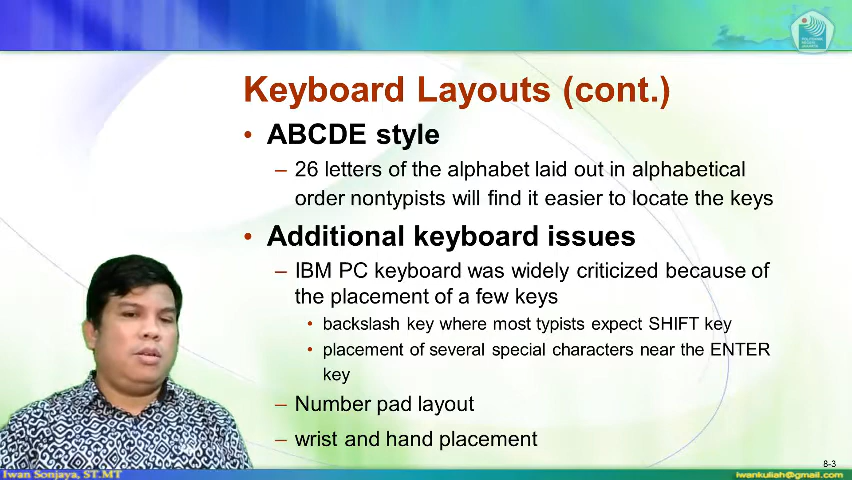 Keyboard Layouts (cont.)
• ABCDE style
– 26 letters of the alphabet laid out in alphabetical
order nontypists will find it easier to locate the keys
• Additional keyboard issues
– IBM PC keyboard was widely criticized because of
the placement of a few keys
• backslash key where most typists expect SHIFT key
• placement of several special characters near the ENTER
key
– Number pad layout
– wrist and hand placement
8-3
Iwan Sonjaya, ST.MT
iwankuliah@gmail.com